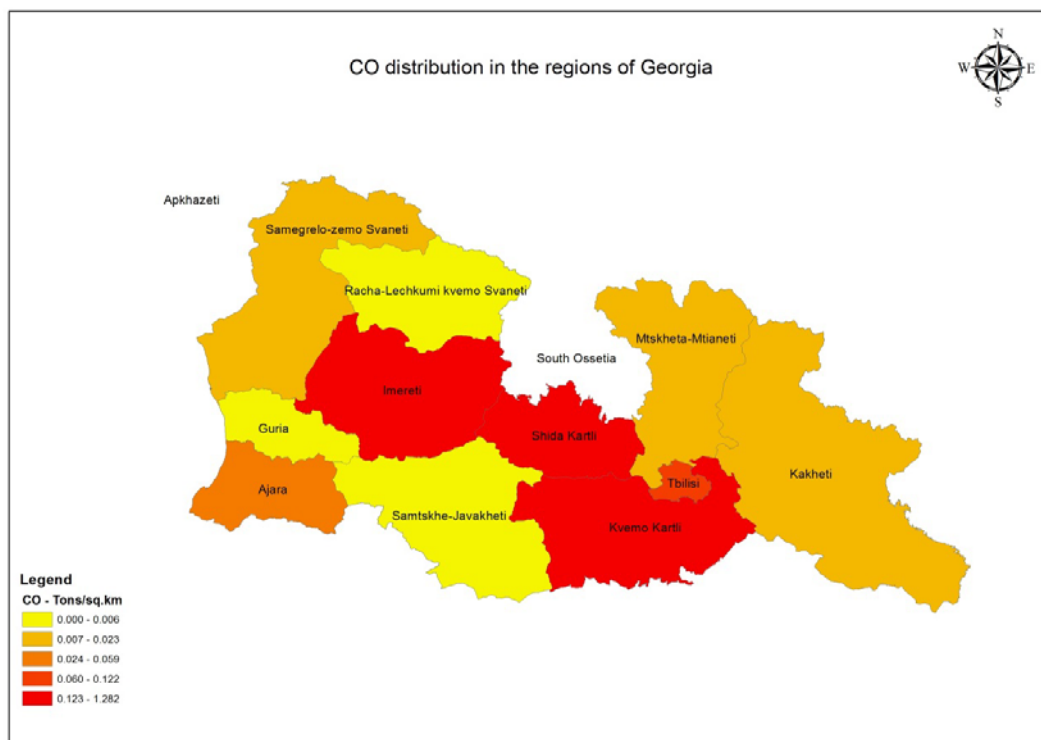 CO distribution in the regions of Georgia
N
W E
S
Apkhazeti
Samegrelo-zemo Svaneti
Racha-Lechkumi kvemo Svaneti
Mtskheta-Mtianeti
South Ossetia
Imereti
Guria
Shida Kartli
Kakheti
Tbilisi
Ajara
Samtskhe-Javakheti
Kvemo Kartli
Legend
CO - Tons/sq.km
0.000 - 0.006
0.007 - 0.023
0.024 - 0.059
0.060 - 0.122
0.123 - 1.282